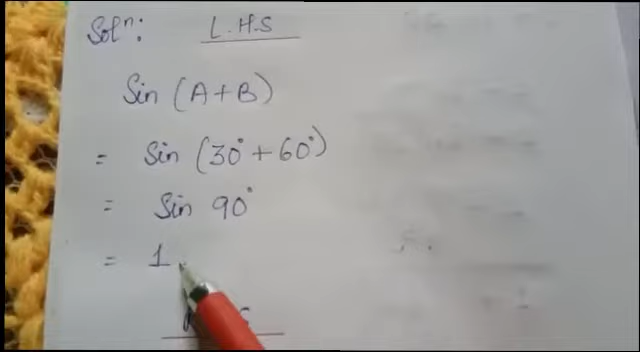 Solⁿ: L.H.S
Sin (A+B)
= Sin (30° + 60°)
= Sin 90°
= 1.